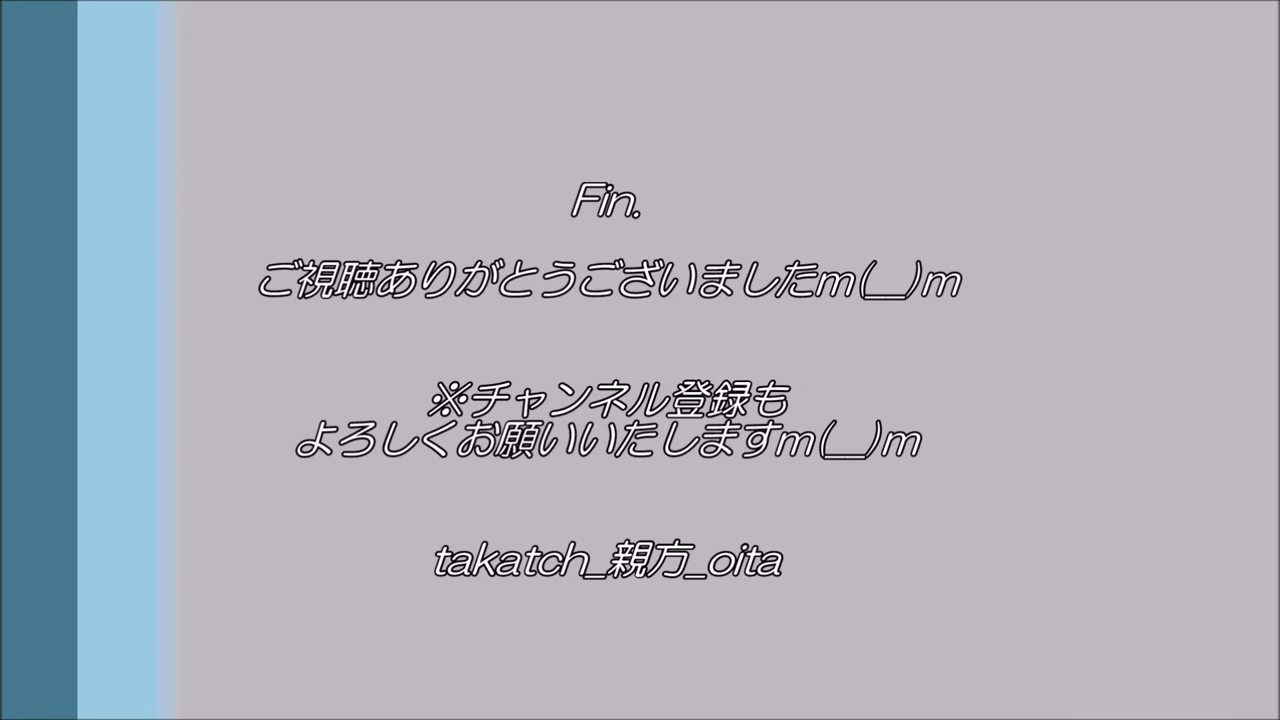 Fin.
ご視聴ありがとうございましたm(__)m
※チャンネル登録も
よろしくお願いいたしますm(__)m
takatch_親方_oita